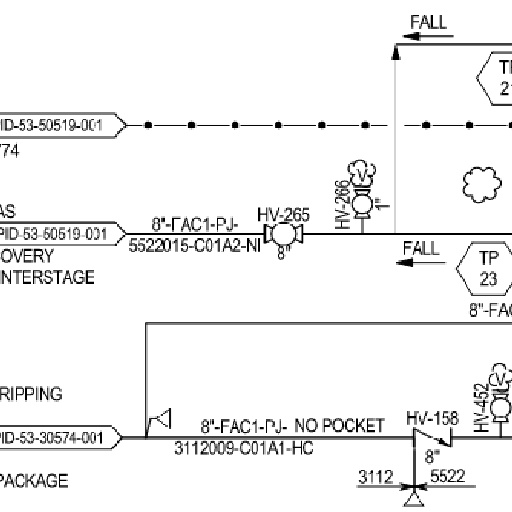 FALL
21
PID-53-50519-001
774
AS
8"-FAC1-PJ-
HV-265
HV-266
1"
V
PID-53-50519-001
5522015-C01A2-NI
8"
FALL
OVERY
INTERSTAGE
TP
23
8"-FAC
RIPPING
V
HV-452
8"-FAC1-PJ- NO POCKET
HV-158
PID-53-30574-001
3112009-C01A1-HC
8"
PACKAGE
3112
5522